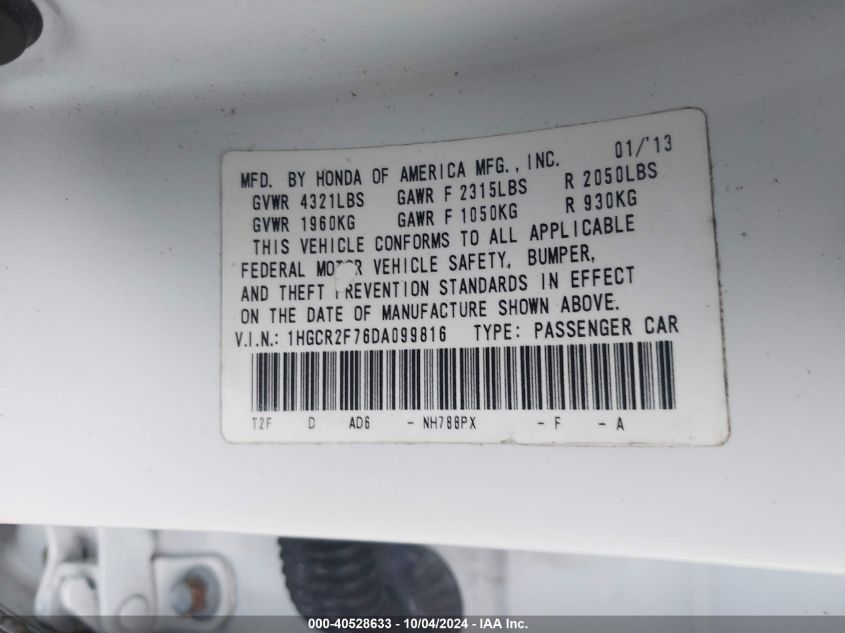 MFD. BY HONDA OF AMERICA MFG., INC. 01/'13
GVWR 4321LBS GAWR F 2315LBS R 2050LBS
GVWR 1960KG GAWR F 1050KG R 930KG
THIS VEHICLE CONFORMS TO ALL APPLICABLE
FEDERAL VEHICLE SAFETY, BUMPER,
AND THEFT STANDARDS IN EFFECT
ON THE DATE OF MANUFACTURE SHOWN ABOVE.
V.I.N.: 1HGCR2F76DA099816 TYPE: PASSENGER CAR
T2F D AD6 - NH788PX - F - A
000-40528633 - 10/04/2024 - IAA Inc.